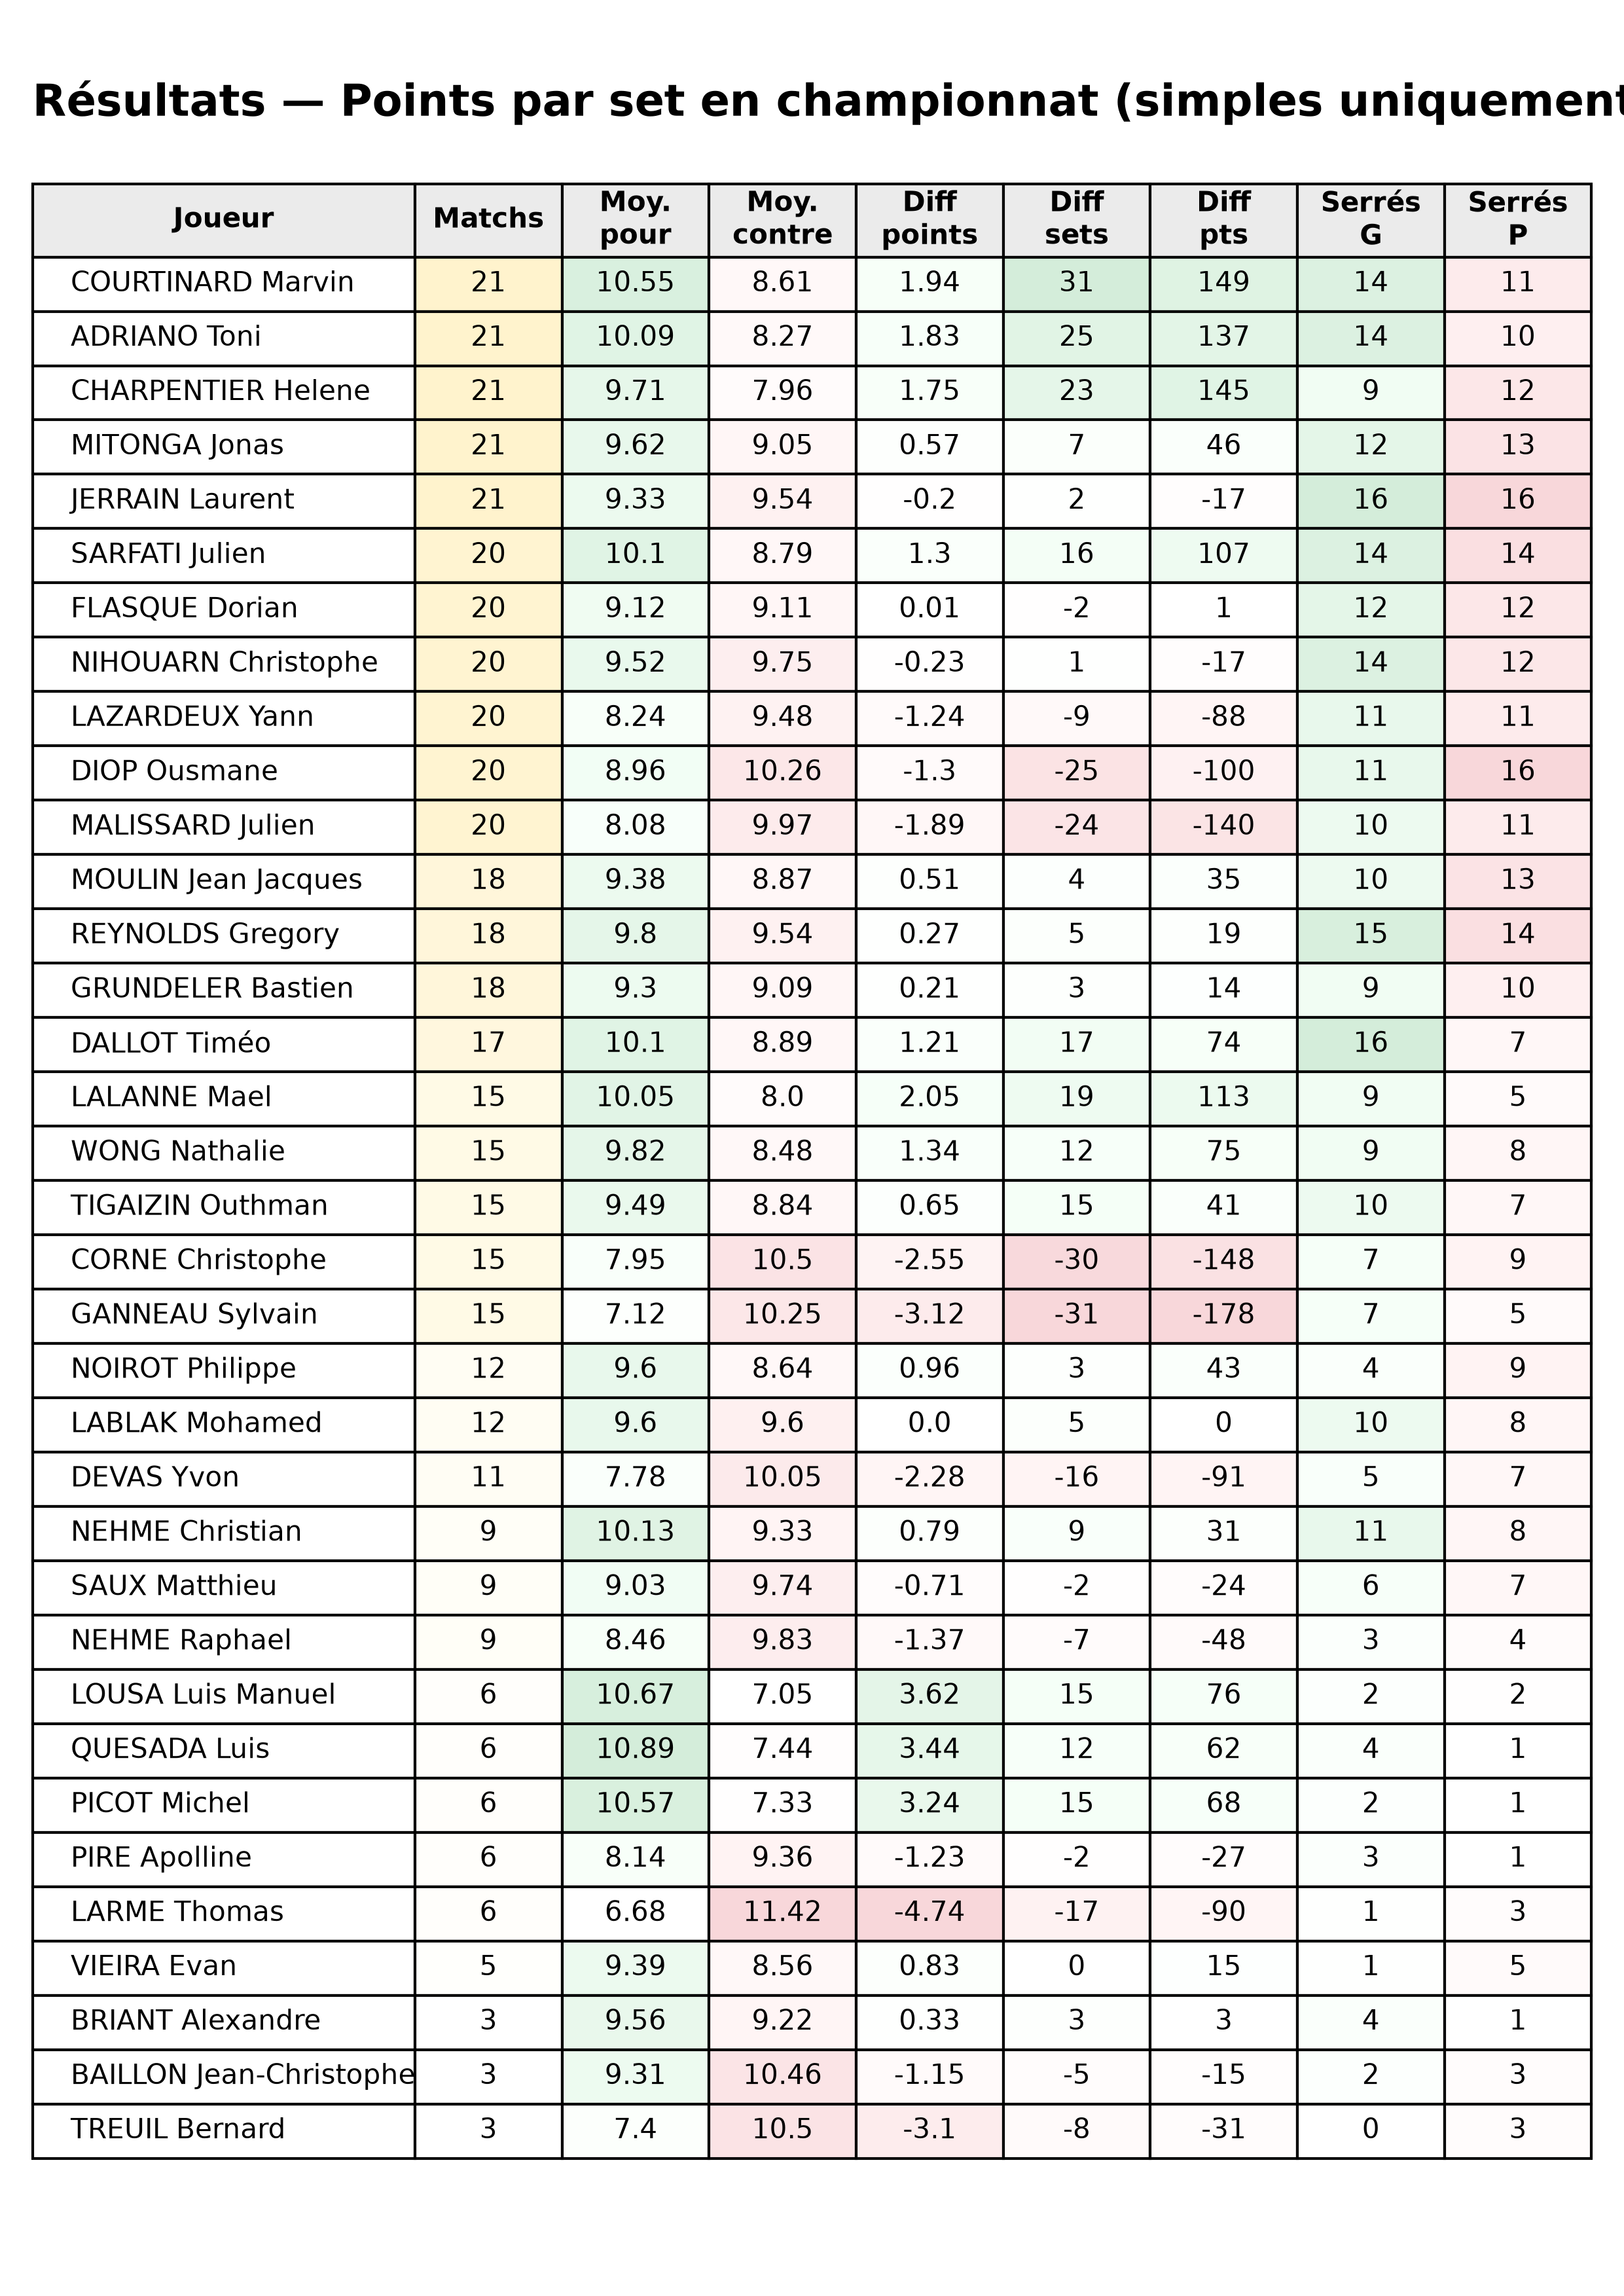 Résultats — Points par set en championnat (simples uniquement
Joueur Matchs Moy. pour Moy. contre Diff points Diff sets Diff pts Serrés G Serrés P
COURTINARD Marvin 21 10.55 8.61 1.94 31 149 14 11
ADRIANO Toni 21 10.09 8.27 1.83 25 137 14 10
CHARPENTIER Helene 21 9.71 7.96 1.75 23 145 9 12
MITONGA Jonas 21 9.62 9.05 0.57 7 46 12 13
JERRAIN Laurent 21 9.33 9.54 -0.2 2 -17 16 16
SARFATI Julien 20 10.1 8.79 1.3 16 107 14 14
FLASQUE Dorian 20 9.12 9.11 0.01 -2 1 12 12
NIHOUARN Christophe 20 9.52 9.75 -0.23 1 -17 14 12
LAZARDEUX Yann 20 8.24 9.48 -1.24 -9 -88 11 11
DIOP Ousmane 20 8.96 10.26 -1.3 -25 -100 11 16
MALISSARD Julien 20 8.08 9.97 -1.89 -24 -140 10 11
MOULIN Jean Jacques 18 9.38 8.87 0.51 4 35 10 13
REYNOLDS Gregory 18 9.8 9.54 0.27 5 19 15 14
GRUNDELER Bastien 18 9.3 9.09 0.21 3 14 9 10
DALLOT Timéo 17 10.1 8.89 1.21 17 74 16 7
LALANNE Mael 15 10.05 8.0 2.05 19 113 9 5
WONG Nathalie 15 9.82 8.48 1.34 12 75 9 8
TIGAIZIN Outhman 15 9.49 8.84 0.65 15 41 10 7
CORNE Christophe 15 7.95 10.5 -2.55 -30 -148 7 9
GANNEAU Sylvain 15 7.12 10.25 -3.12 -31 -178 7 5
NOIROT Philippe 12 9.6 8.64 0.96 3 43 4 9
LABLAK Mohamed 12 9.6 9.6 0.0 5 0 10 8
DEVAS Yvon 11 7.78 10.05 -2.28 -16 -91 5 7
NEHME Christian 9 10.13 9.33 0.79 9 31 11 8
SAUX Matthieu 9 9.03 9.74 -0.71 -2 -24 6 7
NEHME Raphael 9 8.46 9.83 -1.37 -7 -48 3 4
LOUSA Luis Manuel 6 10.67 7.05 3.62 15 76 2 2
QUESADA Luis 6 10.89 7.44 3.44 12 62 4 1
PICOT Michel 6 10.57 7.33 3.24 15 68 2 1
PIRE Apolline 6 8.14 9.36 -1.23 -2 -27 3 1
LARME Thomas 6 6.68 11.42 -4.74 -17 -90 1 3
VIEIRA Evan 5 9.39 8.56 0.83 0 15 1 5
BRIANT Alexandre 3 9.56 9.22 0.33 3 3 4 1
BAILLON Jean-Christophe 3 9.31 10.46 -1.15 -5 -15 2 3
TREUIL Bernard 3 7.4 10.5 -3.1 -8 -31 0 3